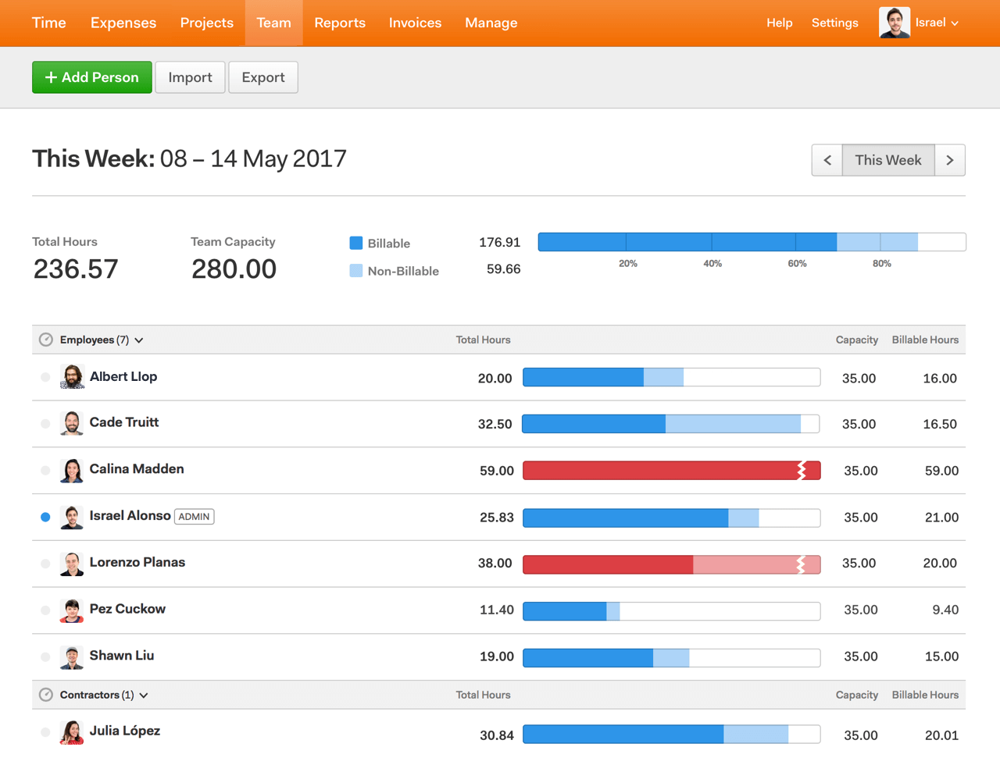 Time Expenses Projects Team Reports Invoices Manage Help Settings Israel
+ Add Person Import Export
This Week: 08 – 14 May 2017 This Week
Total Hours Team Capacity Billable 176.91
236.57 280.00 Non-Billable 59.66
20% 40% 60% 80%
Employees (7) Total Hours Capacity Billable Hours
Albert Llop 20.00 35.00 16.00
Cade Truitt 32.50 35.00 16.50
Calina Madden 59.00 35.00 59.00
Israel Alonso ADMIN 25.83 35.00 21.00
Lorenzo Planas 38.00 35.00 20.00
Pez Cuckow 11.40 35.00 9.40
Shawn Liu 19.00 35.00 15.00
Contractors (1) Total Hours Capacity Billable Hours
Julia López 30.84 35.00 20.01